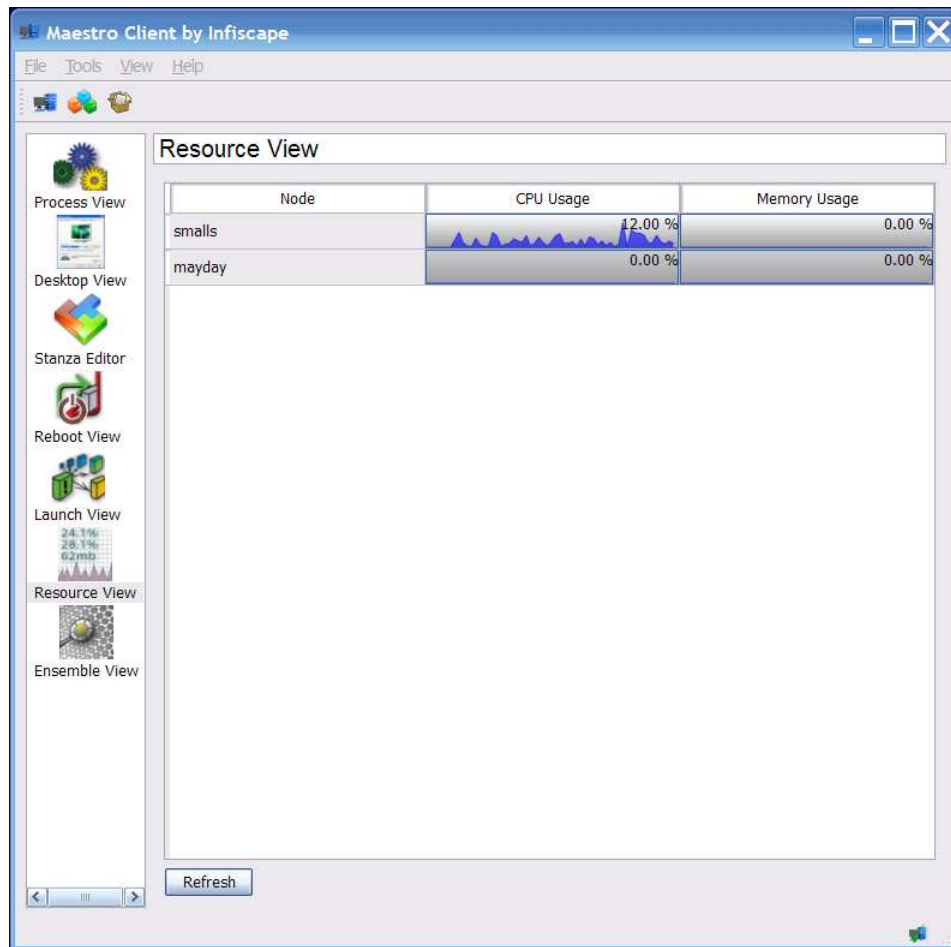 Maestro Client by Infiscape
File Tools View Help
Resource View
Process View
Desktop View
Stanza Editor
Reboot View
Launch View
24.1%
28.1%
62mb
Resource View
Ensemble View
Node CPU Usage Memory Usage
smalls 12.00 % 0.00 %
mayday 0.00 % 0.00 %
Refresh